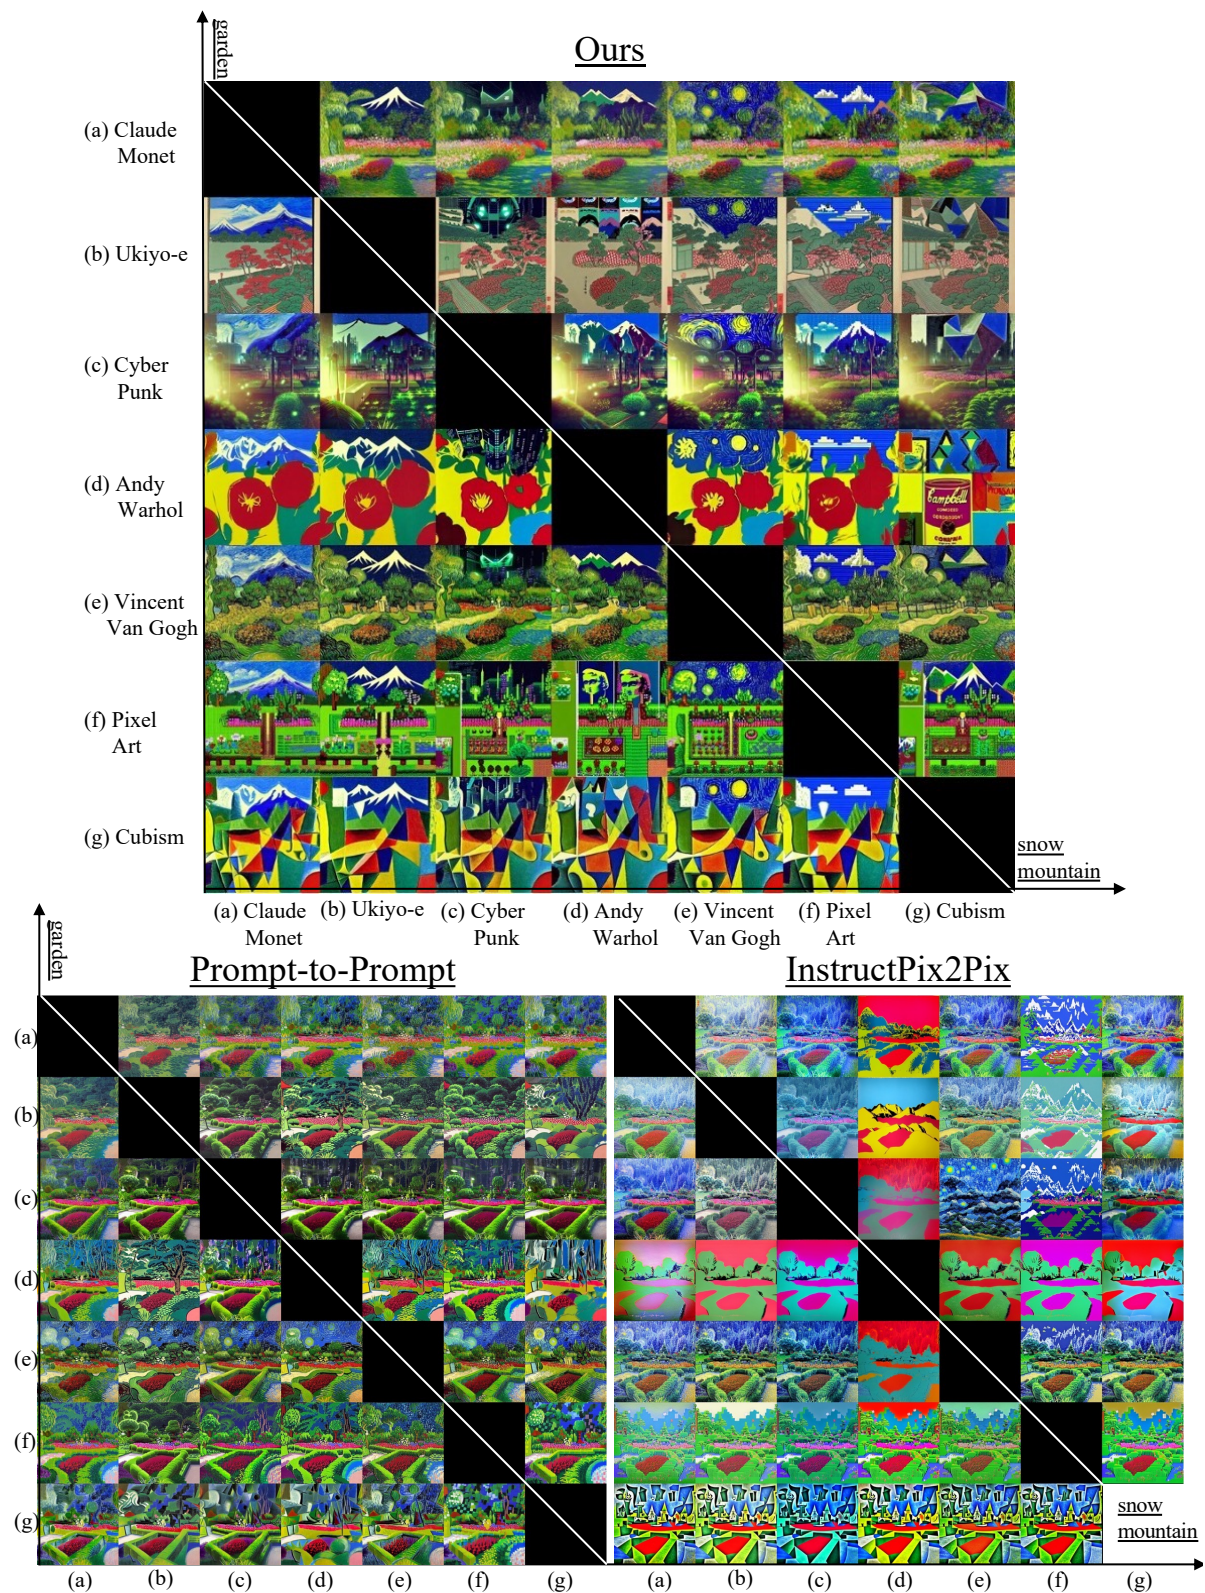 garden
Ours
(a) Claude
Monet
(b) Ukiyo-e
(c) Cyber
Punk
(d) Andy
Warhol
Campbell
(e) Vincent
Van Gogh
(f) Pixel
Art
(g) Cubism
snow
mountain
(a) Claude
Monet
(b) Ukiyo-e
(c) Cyber
Punk
(d) Andy
Warhol
(e) Vincent
Van Gogh
(f) Pixel
Art
(g) Cubism
garden
Prompt-to-Prompt
InstructPix2Pix
(a)
(b)
(c)
(d)
(e)
(f)
(g)
snow
mountain
(a) (b) (c) (d) (e) (f) (g) (a) (b) (c) (d) (e) (f) (g)